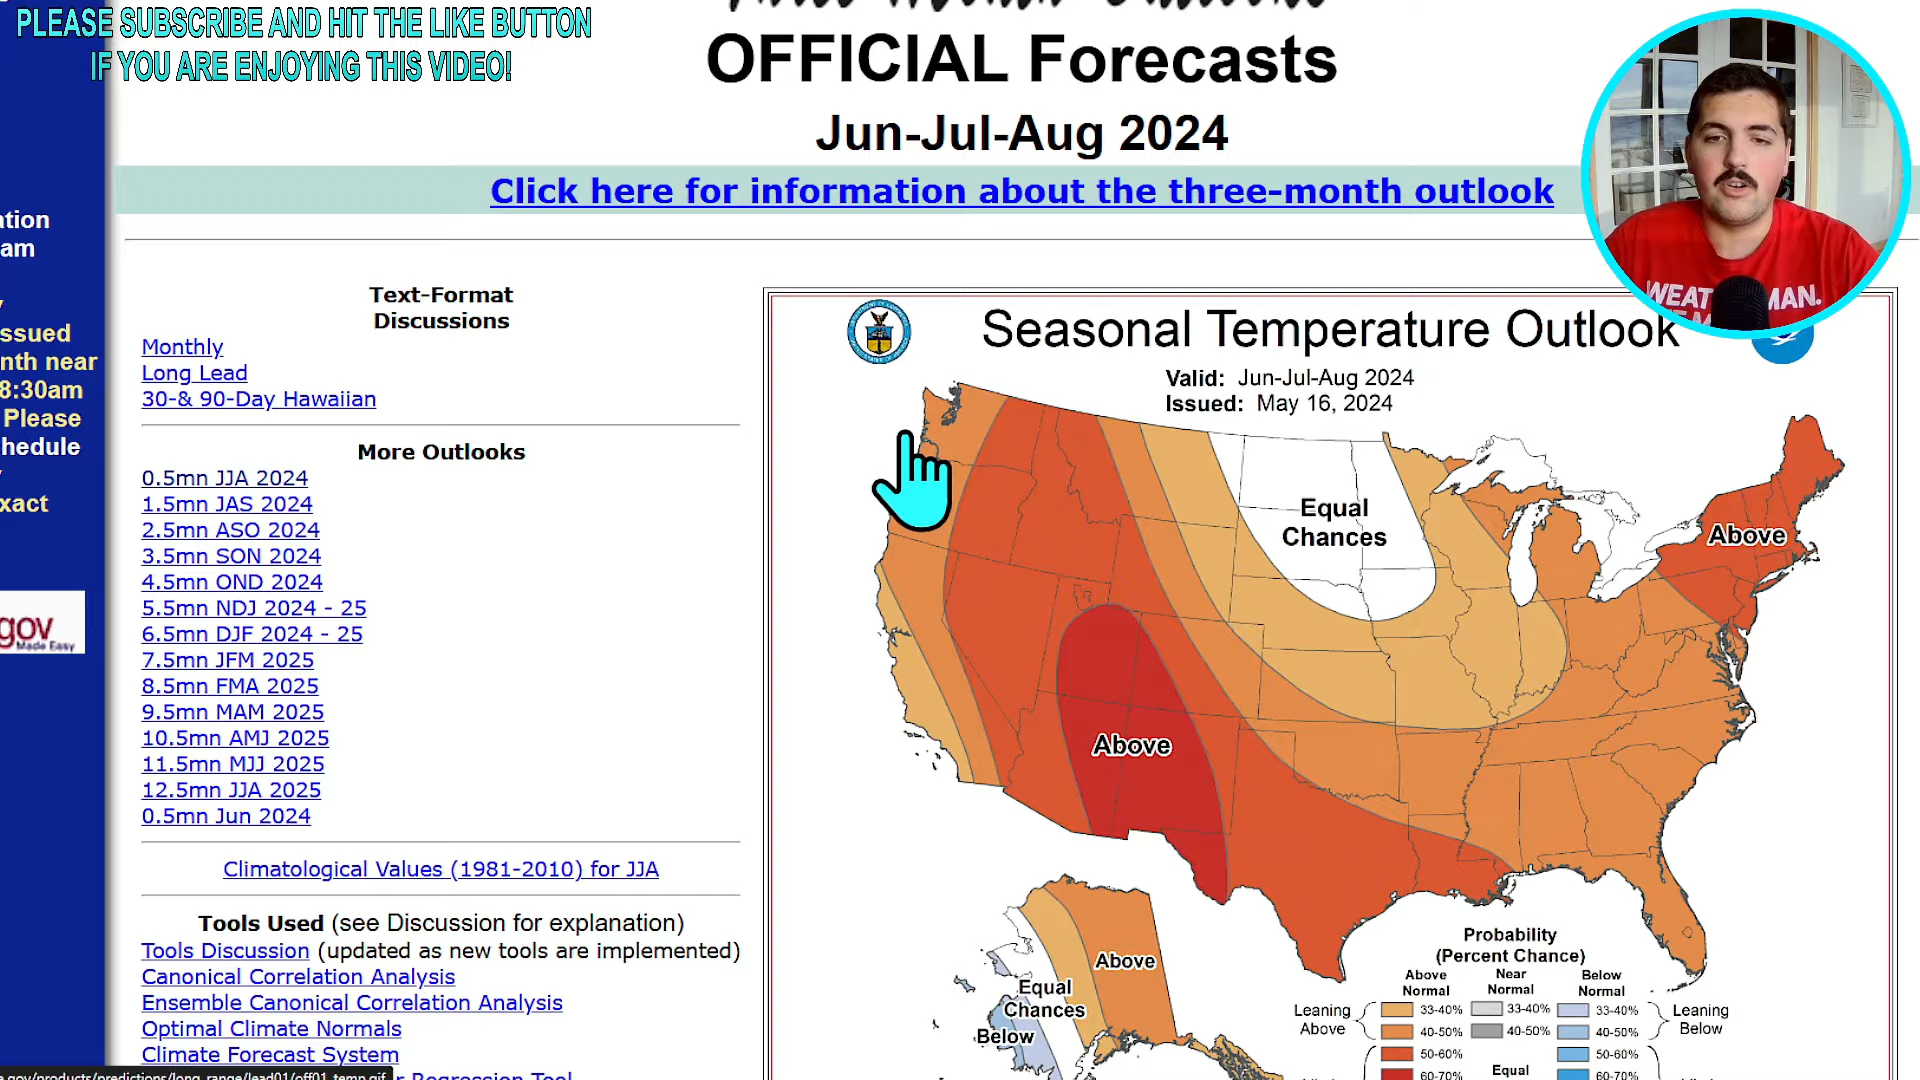 PLEASE SUBSCRIBE AND HIT THE LIKE BUTTON
IF YOU ARE ENJOYING THIS VIDEO!
OFFICIAL Forecasts
Jun-Jul-Aug 2024
Click here for information about the three-month outlook
ation
am
issued
nth near
8:30am
Please
hedule
xact
gov
Made Easy
Text-Format
Discussions
Monthly
Long Lead
30-& 90-Day Hawaiian
More Outlooks
0.5mn JJA 2024
1.5mn JAS 2024
2.5mn ASO 2024
3.5mn SON 2024
4.5mn OND 2024
5.5mn NDJ 2024 - 25
6.5mn DJF 2024 - 25
7.5mn JFM 2025
8.5mn FMA 2025
9.5mn MAM 2025
10.5mn AMJ 2025
11.5mn MJJ 2025
12.5mn JJA 2025
0.5mn Jun 2024
Climatological Values (1981-2010) for JJA
Tools Used (see Discussion for explanation)
Tools Discussion (updated as new tools are implemented)
Canonical Correlation Analysis
Ensemble Canonical Correlation Analysis
Optimal Climate Normals
Climate Forecast System
Seasonal Temperature Outlook
Valid: Jun-Jul-Aug 2024
Issued: May 16, 2024
Equal
Chances
Above
Above
Above
Equal
Chances
Below
Probability
(Percent Chance)
Above
Normal
Near
Normal
Below
Normal
Leaning
Above
33-40% 33-40% 33-40%
40-50% 40-50% 40-50%
Leaning
Below
50-60% 50-60%
60-70% Equal 60-70%